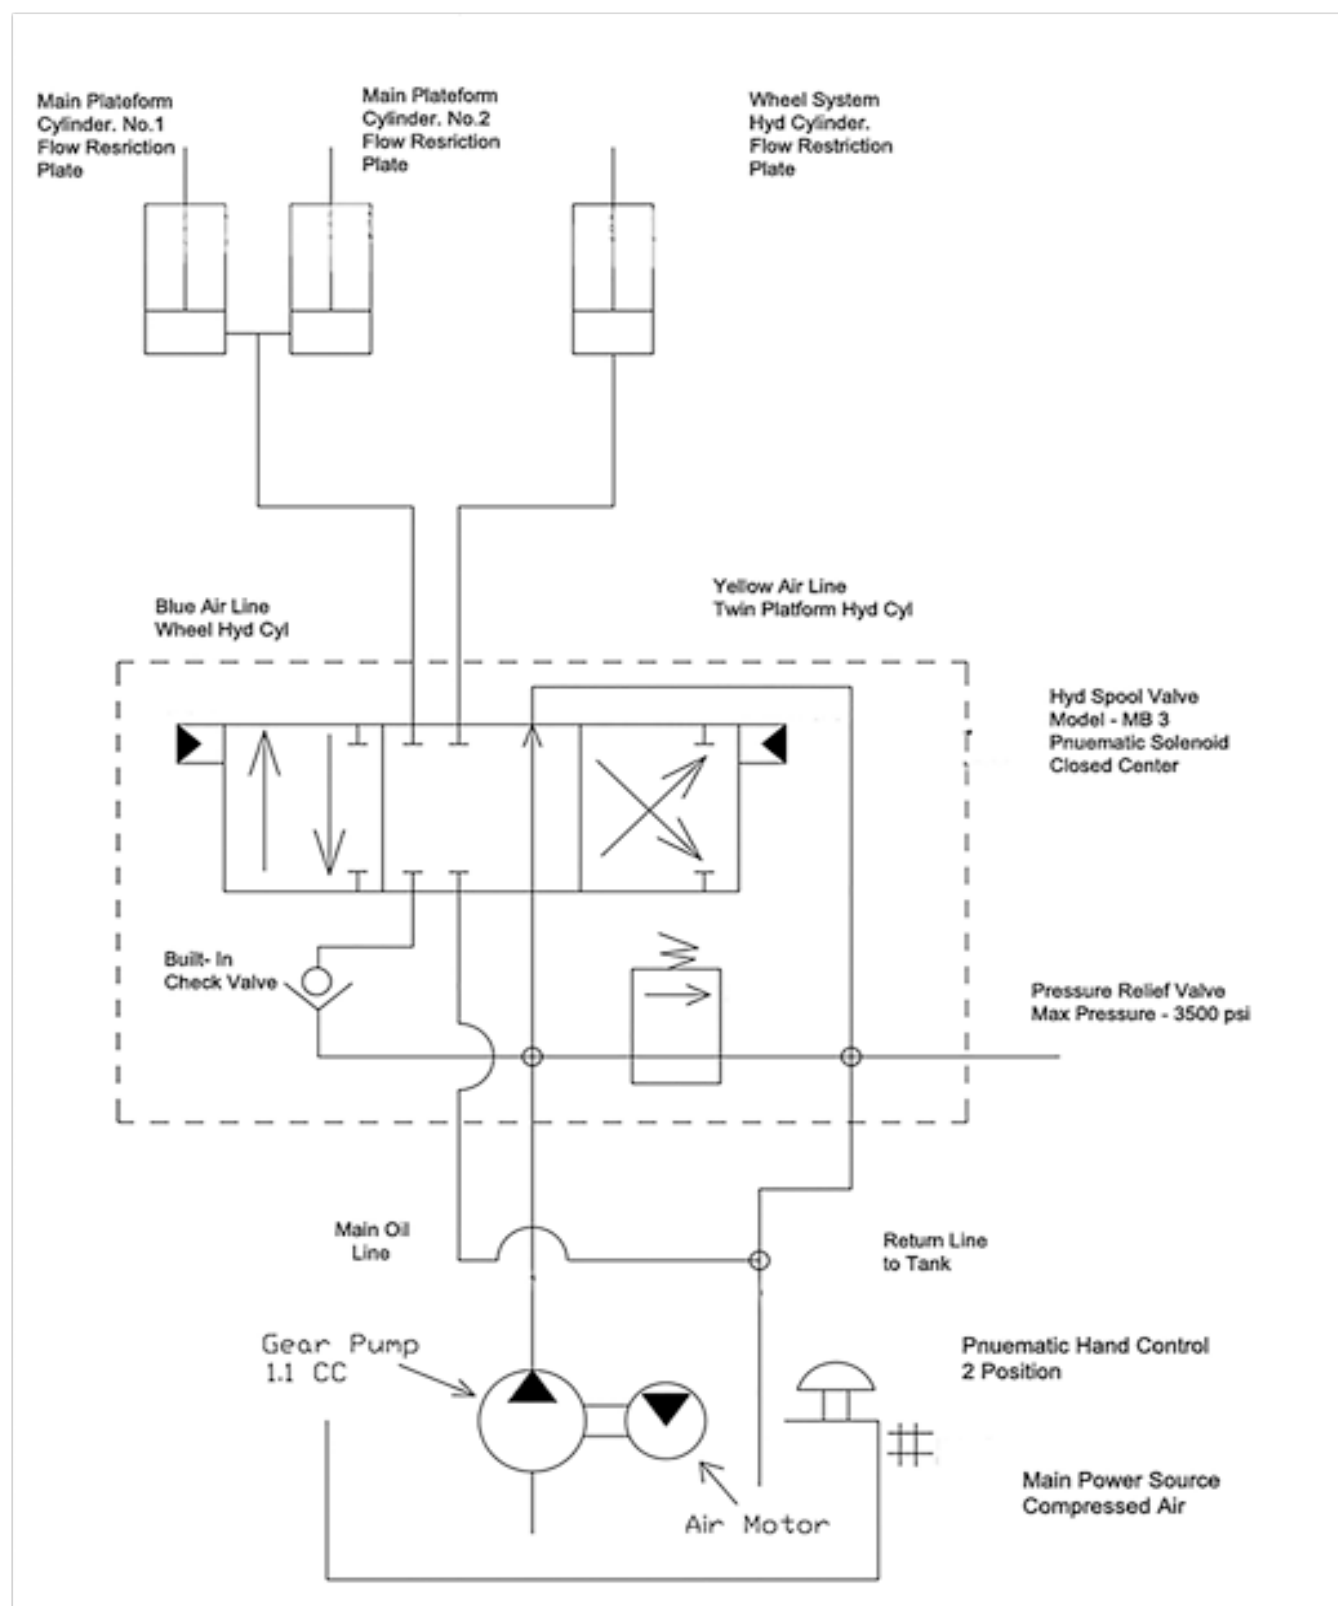 Main Plateform
Cylinder. No.1
Flow Resriction
Plate
Main Plateform
Cylinder. No.2
Flow Resriction
Plate
Wheel System
Hyd Cylinder.
Flow Restriction
Plate
Blue Air Line
Wheel Hyd Cyl
Yellow Air Line
Twin Platform Hyd Cyl
Hyd Spool Valve
Model - MB 3
Pnuematic Solenoid
Closed Center
Built- In
Check Valve
Pressure Relief Valve
Max Pressure - 3500 psi
Main Oil
Line
Return Line
to Tank
Gear Pump
1.1 CC
Pnuematic Hand Control
2 Position
Main Power Source
Compressed Air
Air Motor